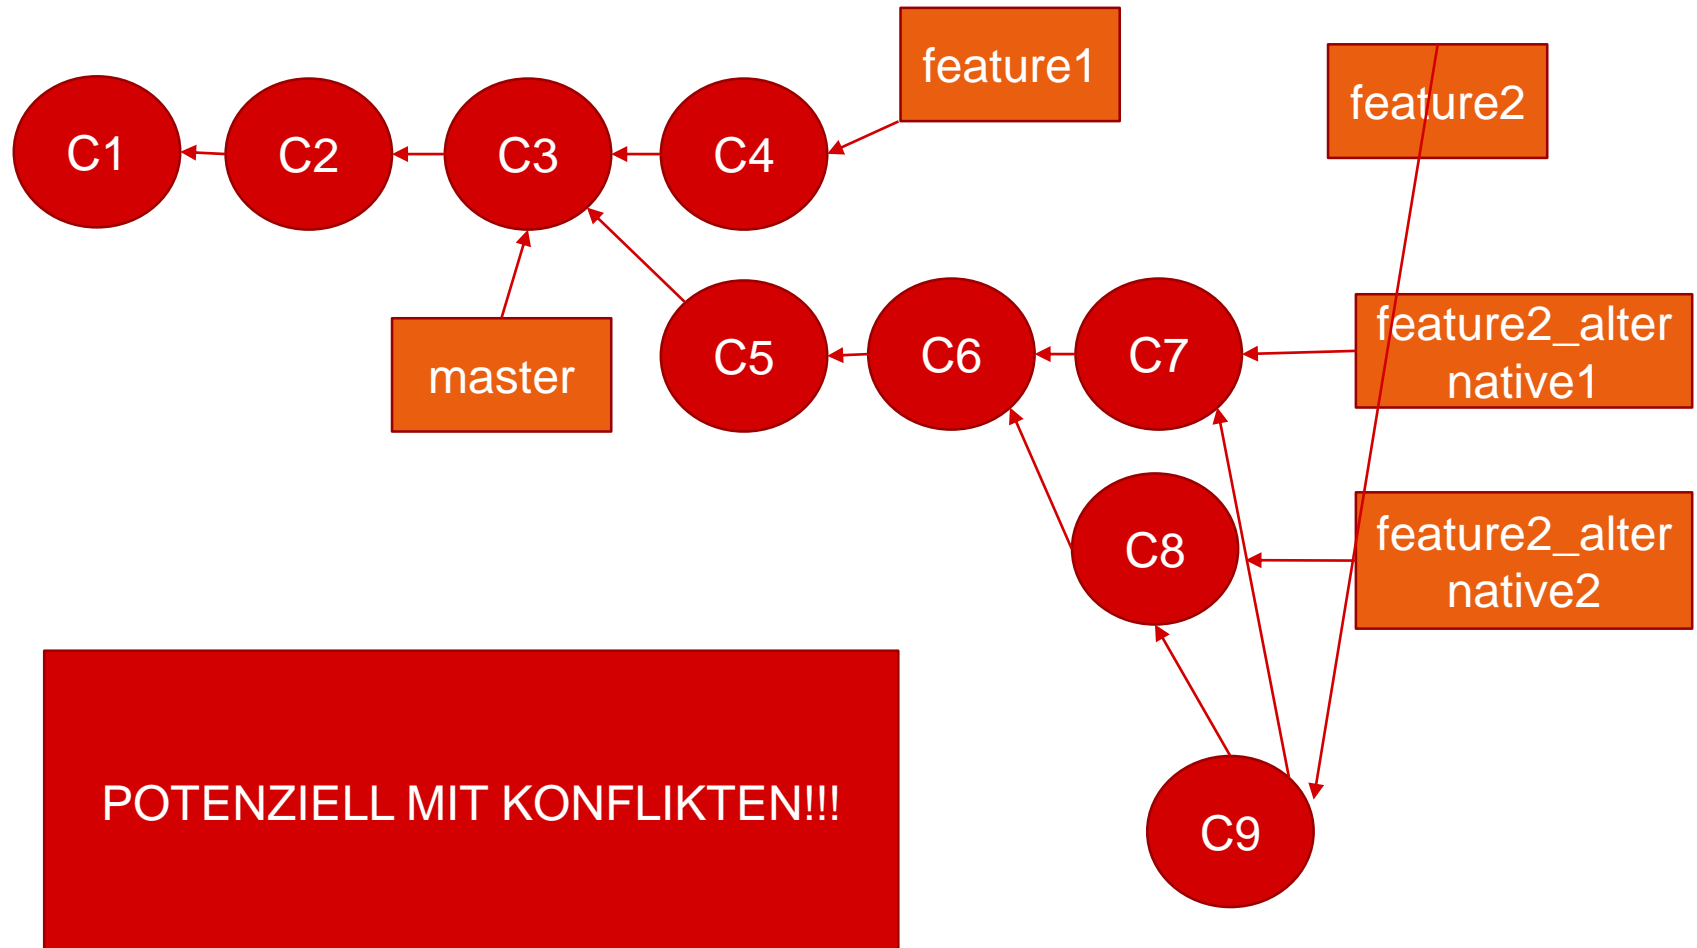 feature1
feature2
C1
C2
C3
C4
master
C5
C6
C7
feature2_alter
native1
C8
feature2_alter
native2
POTENZIELL MIT KONFLIKTEN!!!
C9